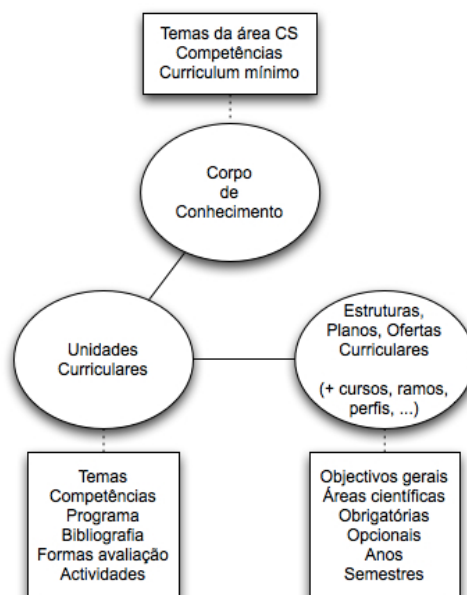 Temas da área CS
Competências
Curriculum mínimo
Corpo
de
Conhecimento
Unidades
Curriculares
Estruturas,
Planos, Ofertas
Curriculares
(+ cursos, ramos,
perfis, ...)
Temas
Competências
Programa
Bibliografia
Formas avaliação
Actividades
Objectivos gerais
Áreas científicas
Obrigatórias
Opcionais
Anos
Semestres